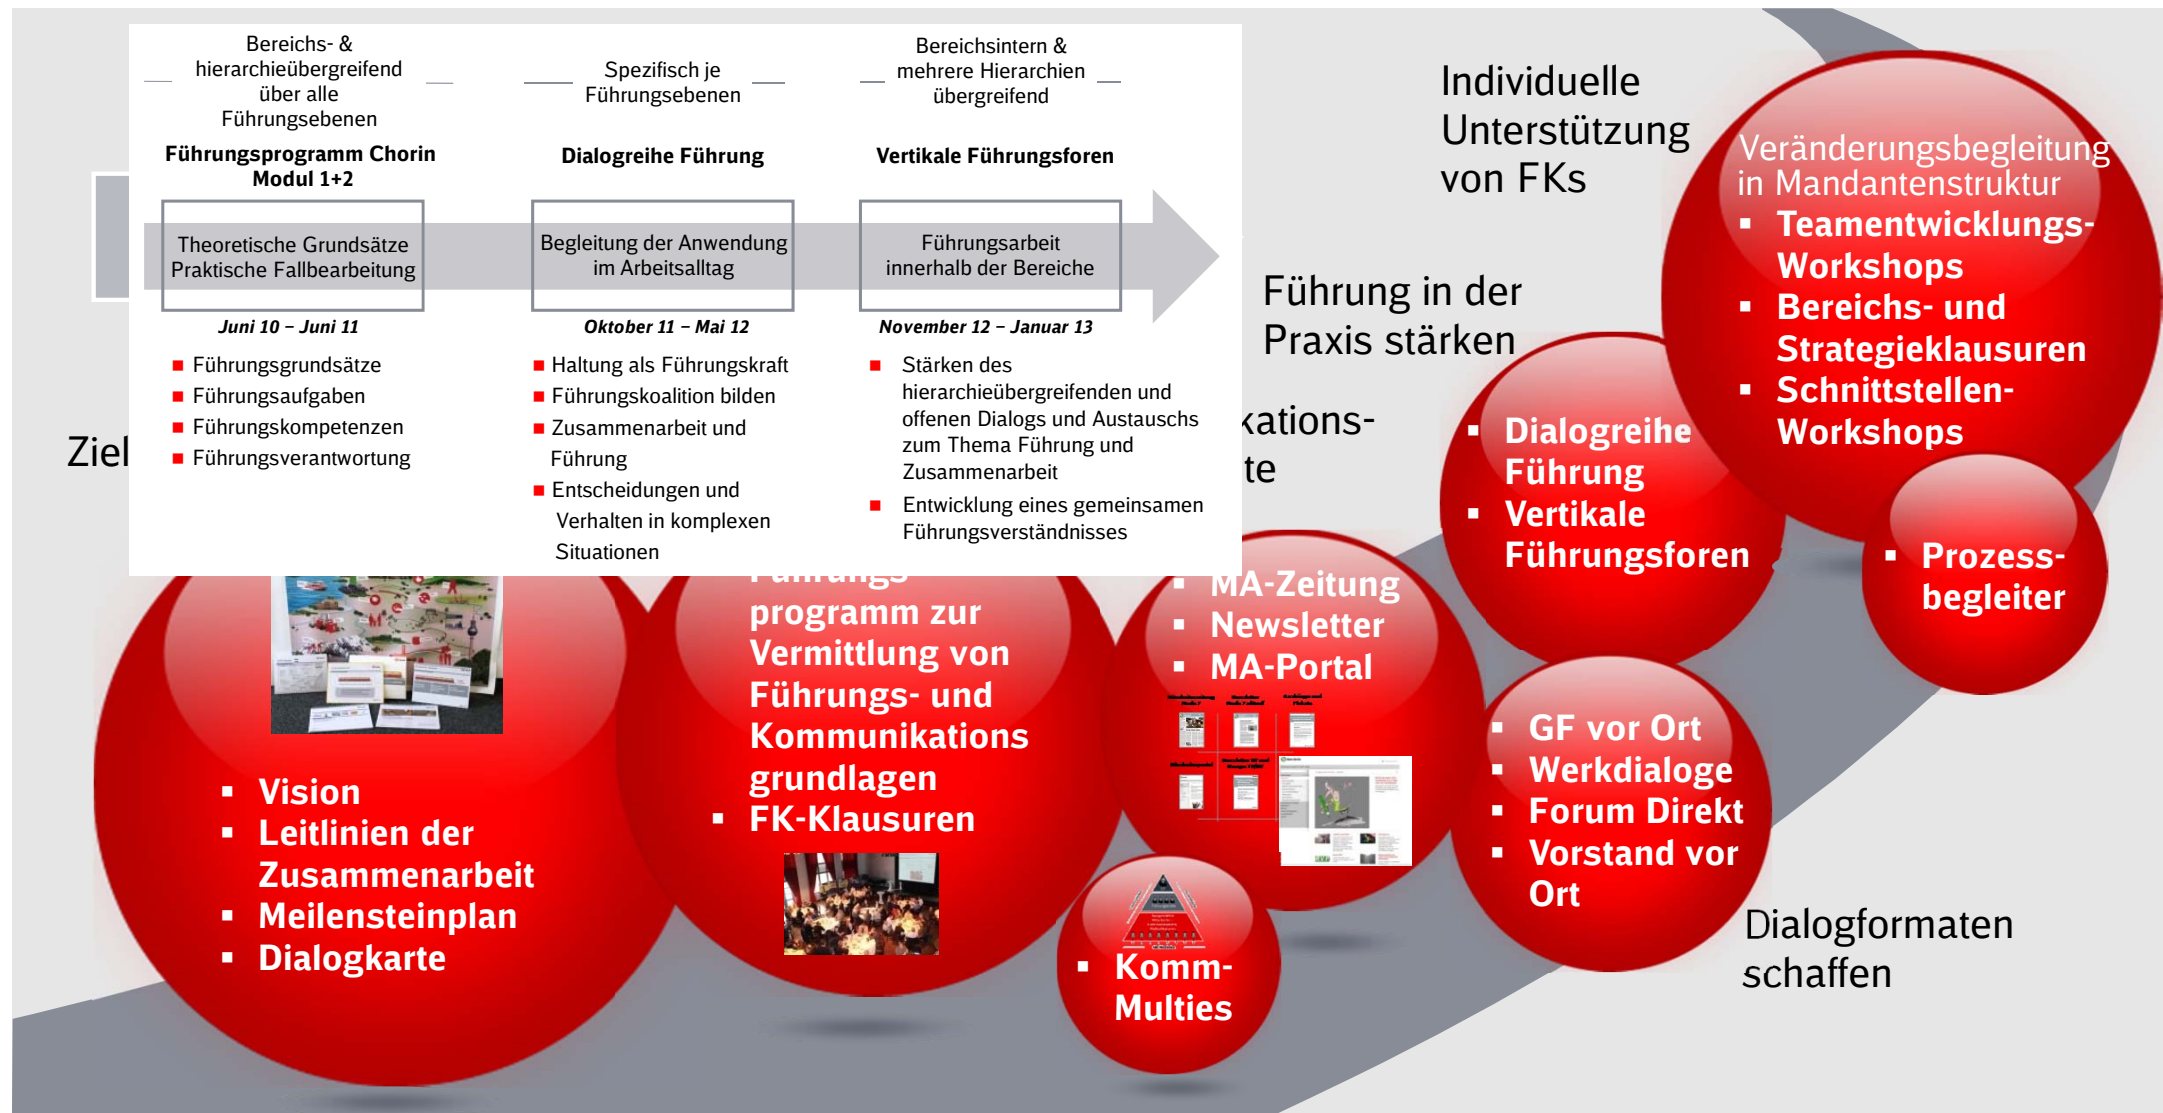 Bereichs- &
hierarchieübergreifend
über alle
Führungsebenen
Führungsprogramm Chorin
Modul 1+2
Theoretische Grundsätze
Praktische Fallbearbeitung
Juni 10 – Juni 11
Führungsgrundsätze
Führungsaufgaben
Führungskompetenzen
Führungsverantwortung
Spezifisch je
Führungsebenen
Dialogreihe Führung
Begleitung der Anwendung
im Arbeitsalltag
Oktober 11 – Mai 12
Haltung als Führungskraft
Führungskoalition bilden
Zusammenarbeit und
Führung
Entscheidungen und
Verhalten in komplexen
Situationen
Bereichsintern &
mehrere Hierarchien
übergreifend
Vertikale Führungsforen
Führungsarbeit
innerhalb der Bereiche
November 12 – Januar 13
Stärken des
hierarchieübergreifenden und
offenen Dialogs und Austauschs
zum Thema Führung und
Zusammenarbeit
Entwicklung eines gemeinsamen
Führungsverständnisses
Ziel
Vision
Leitlinien der
Zusammenarbeit
Meilensteinplan
Dialogkarte
programm zur
Vermittlung von
Führungs- und
Kommunikations
grundlagen
FK-Klausuren
kations-
te
MA-Zeitung
Newsletter
MA-Portal
Komm-
Multies
Führung in der
Praxis stärken
Dialogreihe
Führung
Vertikale
Führungsforen
GF vor Ort
Werkdialoge
Forum Direkt
Vorstand vor
Ort
Dialogformaten
schaffen
Individuelle
Unterstützung
von FKs
Veränderungsbegleitung
in Mandantenstruktur
Teamentwicklungs-
Workshops
Bereichs- und
Strategieklausuren
Schnittstellen-
Workshops
Prozess-
begleiter